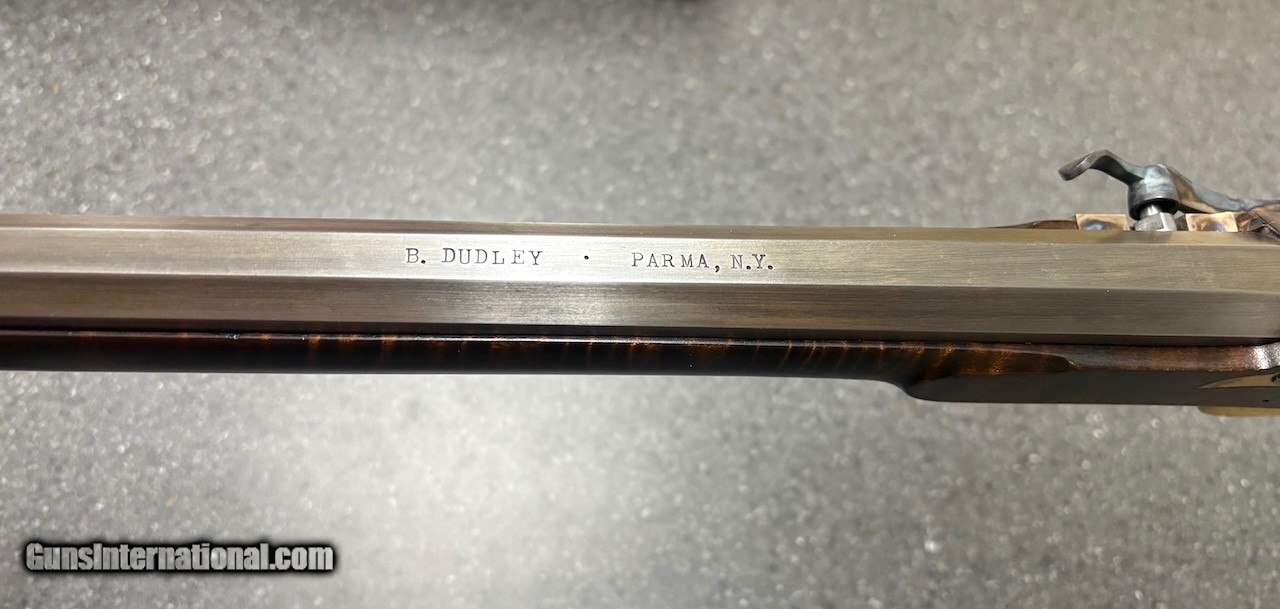 B. DUDLEY · PARMA, N.Y.
GunsInternational.com